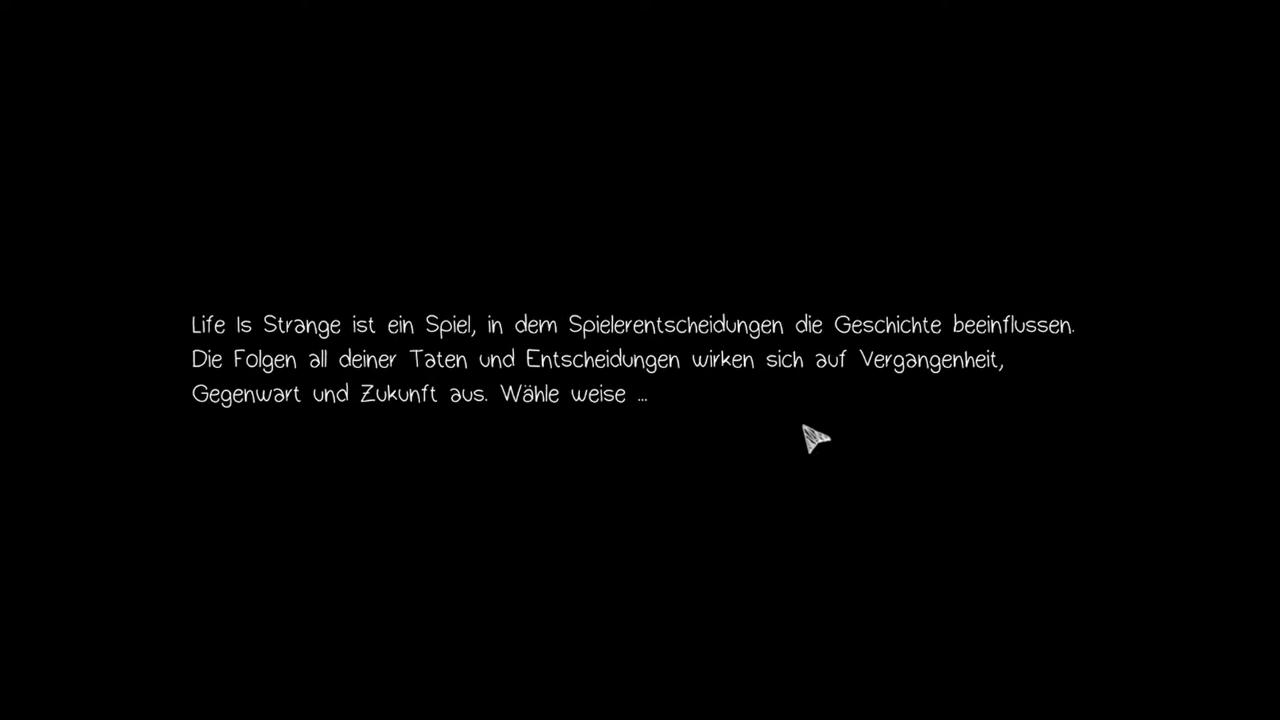 Life Is Strange ist ein Spiel, in dem Spielerentscheidungen die Geschichte beeinflussen.
Die Folgen all deiner Taten und Entscheidungen wirken sich auf Vergangenheit,
Gegenwart und Zukunft aus. Wähle weise ...